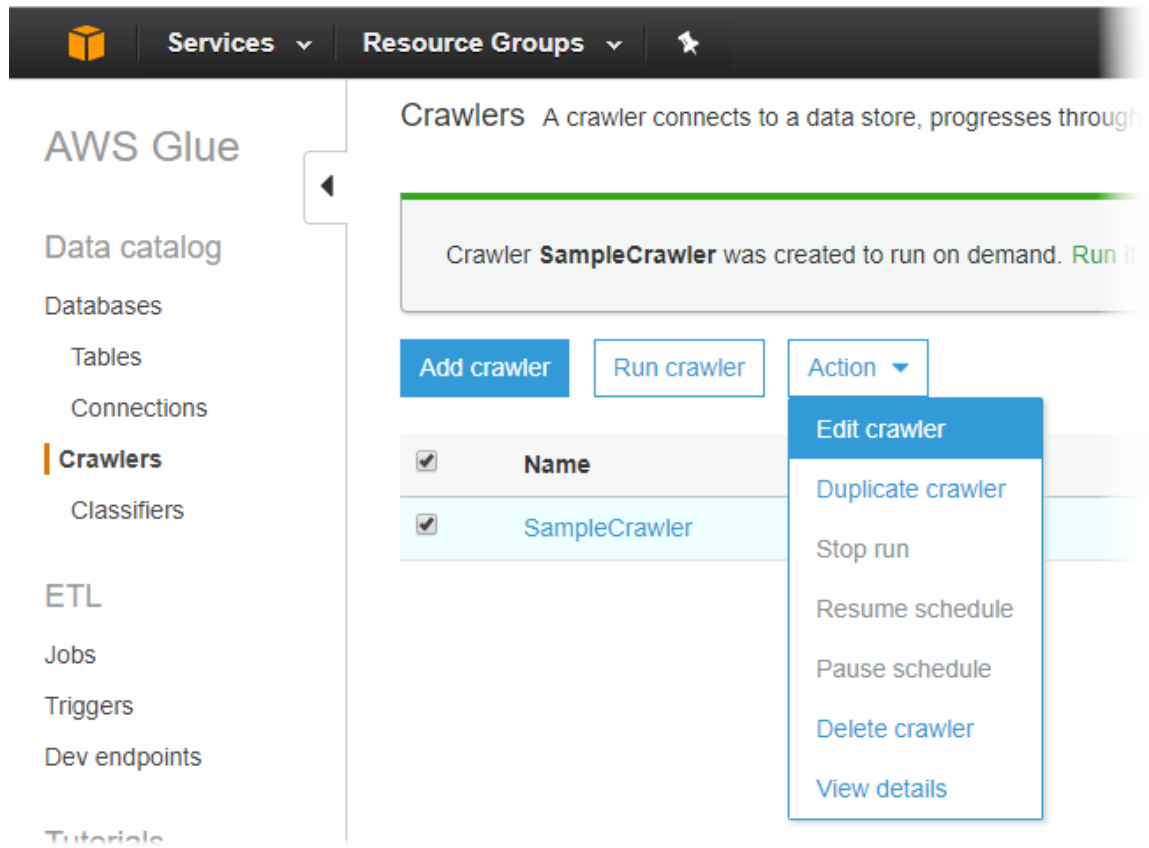 Services Resource Groups
AWS Glue
Data catalog
Databases
Tables
Connections
Crawlers
Classifiers
ETL
Jobs
Triggers
Dev endpoints
Tutorials
Crawlers A crawler connects to a data store, progresses through
Crawler SampleCrawler was created to run on demand. Run it
Add crawler Run crawler Action
Name
SampleCrawler
Edit crawler
Duplicate crawler
Stop run
Resume schedule
Pause schedule
Delete crawler
View details